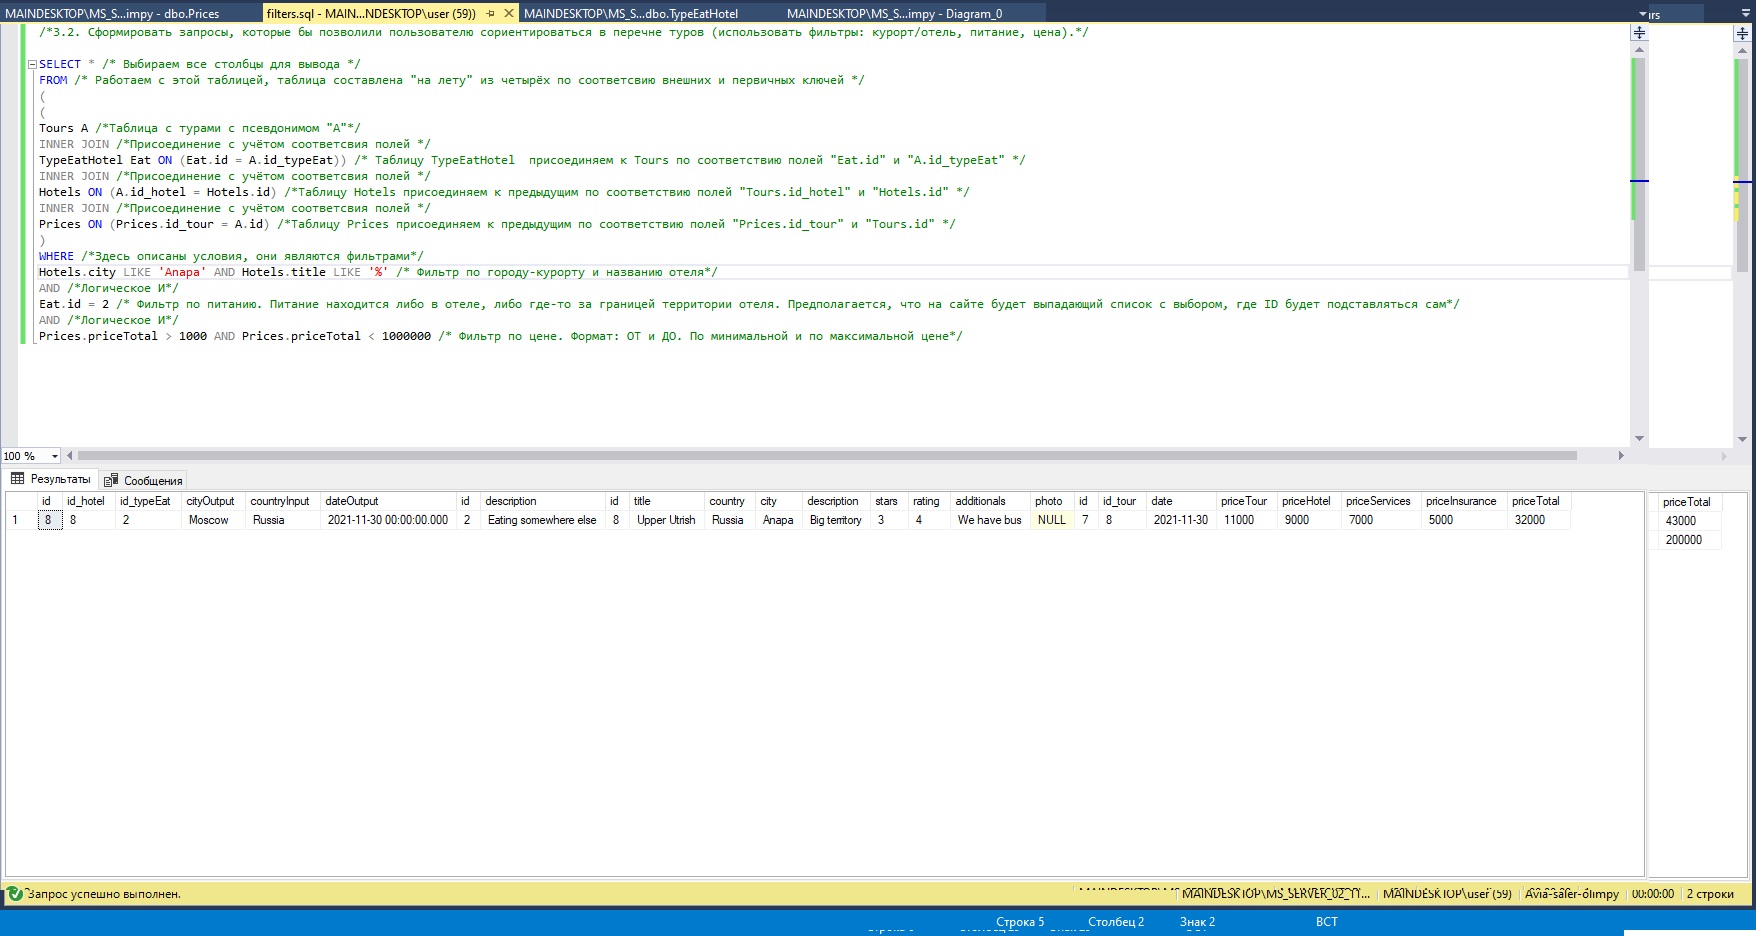 MAINDESKTOP\MS_S...impy - dbo.Prices filters.sql - MAIN...NDESKTOP\user (59)) MAINDESKTOP\MS_S...dbo.TypeEatHotel MAINDESKTOP\MS_S...impy - Diagram_0 rs
/*3.2. Сформировать запросы, которые бы позволили пользователю сориентироваться в перечне туров (использовать фильтры: курорт/отель, питание, цена).*/
SELECT * /* Выбираем все столбцы для вывода */
FROM /* Работаем с этой таблицей, таблица составлена "на лету" из четырёх по соответсвию внешних и первичных ключей */
(
(
Tours A /*Таблица с турами с псевдонимом "A"*/
INNER JOIN /*Присоединение с учётом соответсвия полей */
TypeEatHotel Eat ON (Eat.id = A.id_typeEat)) /* Таблицу TypeEatHotel  присоединяем к Tours по соответствию полей "Eat.id" и "A.id_typeEat" */
INNER JOIN /*Присоединение с учётом соответсвия полей */
Hotels ON (A.id_hotel = Hotels.id) /*Таблицу Hotels присоединяем к предыдущим по соответствию полей "Tours.id_hotel" и "Hotels.id" */
INNER JOIN /*Присоединение с учётом соответсвия полей */
Prices ON (Prices.id_tour = A.id) /*Таблицу Prices присоединяем к предыдущим по соответствию полей "Prices.id_tour" и "Tours.id" */
)
WHERE /*Здесь описаны условия, они являются фильтрами*/
Hotels.city LIKE 'Anapa' AND Hotels.title LIKE '%' /* Фильтр по городу-курорту и названию отеля*/
AND /*Логическое И*/
Eat.id = 2 /* Фильтр по питанию. Питание находится либо в отеле, либо где-то за границей территории отеля. Предполагается, что на сайте будет выпадающий список с выбором, где ID будет подставляться сам*/
AND /*Логическое И*/
Prices.priceTotal > 1000 AND Prices.priceTotal < 1000000 /* Фильтр по цене. Формат: ОТ и ДО. По минимальной и по максимальной цене*/
100 %
Результаты Сообщения
id id_hotel id_typeEat cityOutput countryInput dateOutput id description id title country city description stars rating additionals photo id id_tour date priceTour priceHotel priceServices priceInsurance priceTotal
1 8 8 2 Moscow Russia 2021-11-30 00:00:00.000 2 Eating somewhere else 8 Upper Utrish Russia Anapa Big territory 3 4 We have bus NULL 7 8 2021-11-30 11000 9000 7000 5000 32000
priceTotal
43000
200000
Запрос успешно выполнен. MAINDESKTOP\user (59) Avia-saler-olimpy 00:00:00 2 строки
Строка 5 Столбец 2 Знак 2 ВСТ